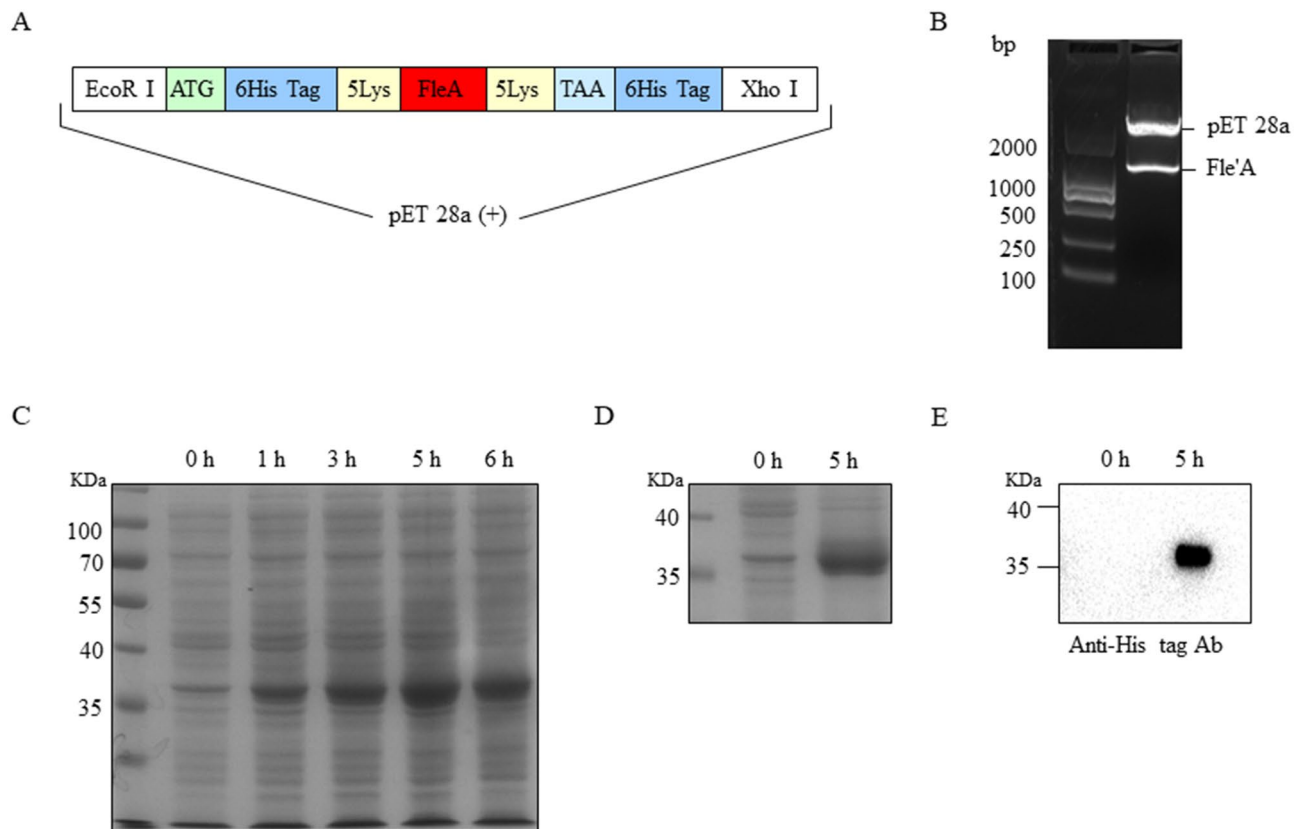 A
EcoR I ATG 6His Tag 5Lys FleA 5Lys TAA 6His Tag Xho I
pET 28a (+)
B
bp
2000
1000
500
250
100
pET 28a
Fle'A
C
0 h 1 h 3 h 5 h 6 h
KDa
100
70
55
40
35
D
0 h 5 h
KDa
40
35
E
0 h 5 h
KDa
40
35
Anti-His tag Ab